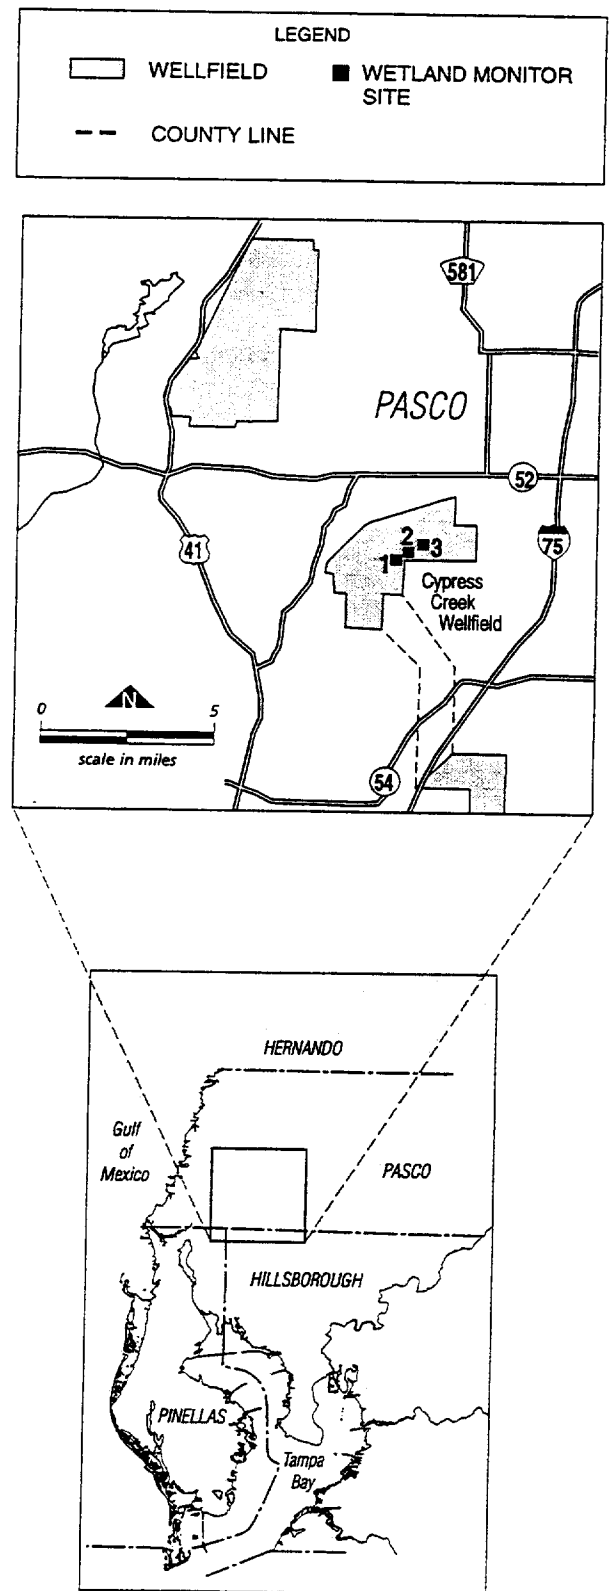 LEGEND
WELLFIELD
WETLAND MONITOR
SITE
COUNTY LINE
581
PASCO
52
41
75
2
3
1
Cypress
Creek
Wellfield
N
0
5
scale in miles
54
HERNANDO
Gulf
of
Mexico
PASCO
HILLSBOROUGH
PINELLAS
Tampa
Bay